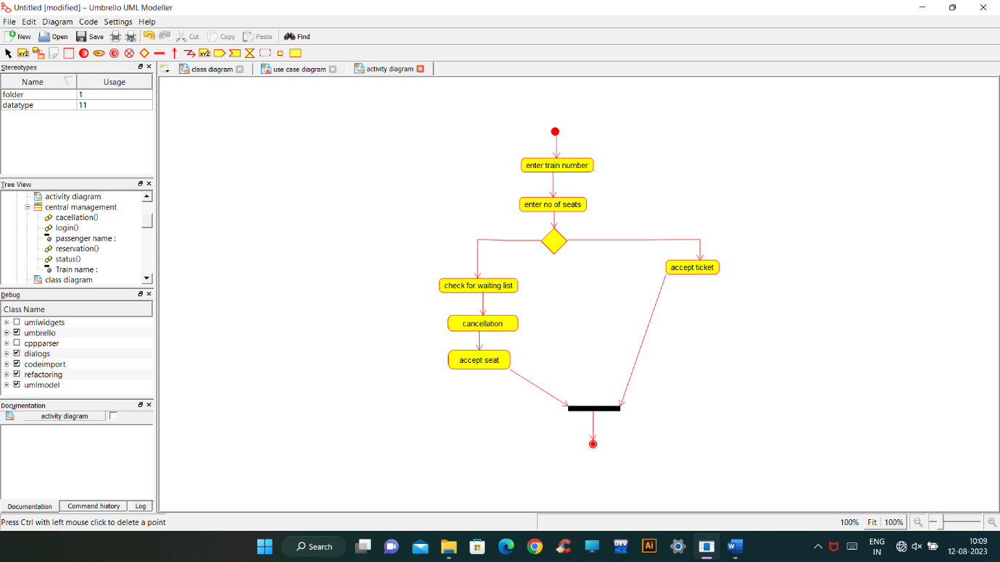 Untitled [modified] – Umbrello UML Modeller
File Edit Diagram Code Settings Help
New Open Save Cut Copy Paste Find
XYZ ABC XYZ
Stereotypes
class diagram use case diagram activity diagram
Name Usage
folder 1
datatype 11
Tree View
activity diagram
central management
cacellation()
login()
passenger name :
reservation()
status()
Train name :
class diagram
Debug
Class Name
umlwidgets
umbrello
cppparser
dialogs
codeimport
refactoring
umlmodel
Documentation
activity diagram
Documentation Command history Log
enter train number
enter no of seats
accept ticket
check for waiting list
cancellation
accept seat
Press Ctrl with left mouse click to delete a point
100% Fit 100%
Search
DEV
Ai
W
ENG
IN
10:09
12-08-2023